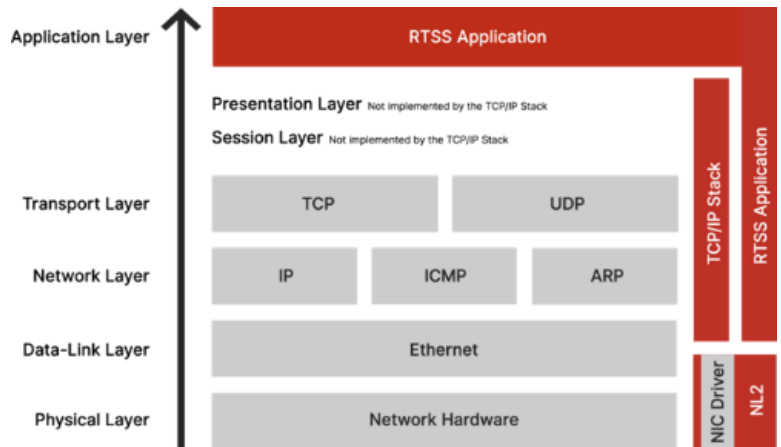 Application Layer
RTSS Application
Presentation Layer Not implemented by the TCP/IP Stack
Session Layer Not implemented by the TCP/IP Stack
Transport Layer
TCP
UDP
Network Layer
IP
ICMP
ARP
Data-Link Layer
Ethernet
Physical Layer
Network Hardware
TCP/IP Stack
RTSS Application
NIC Driver
NL2